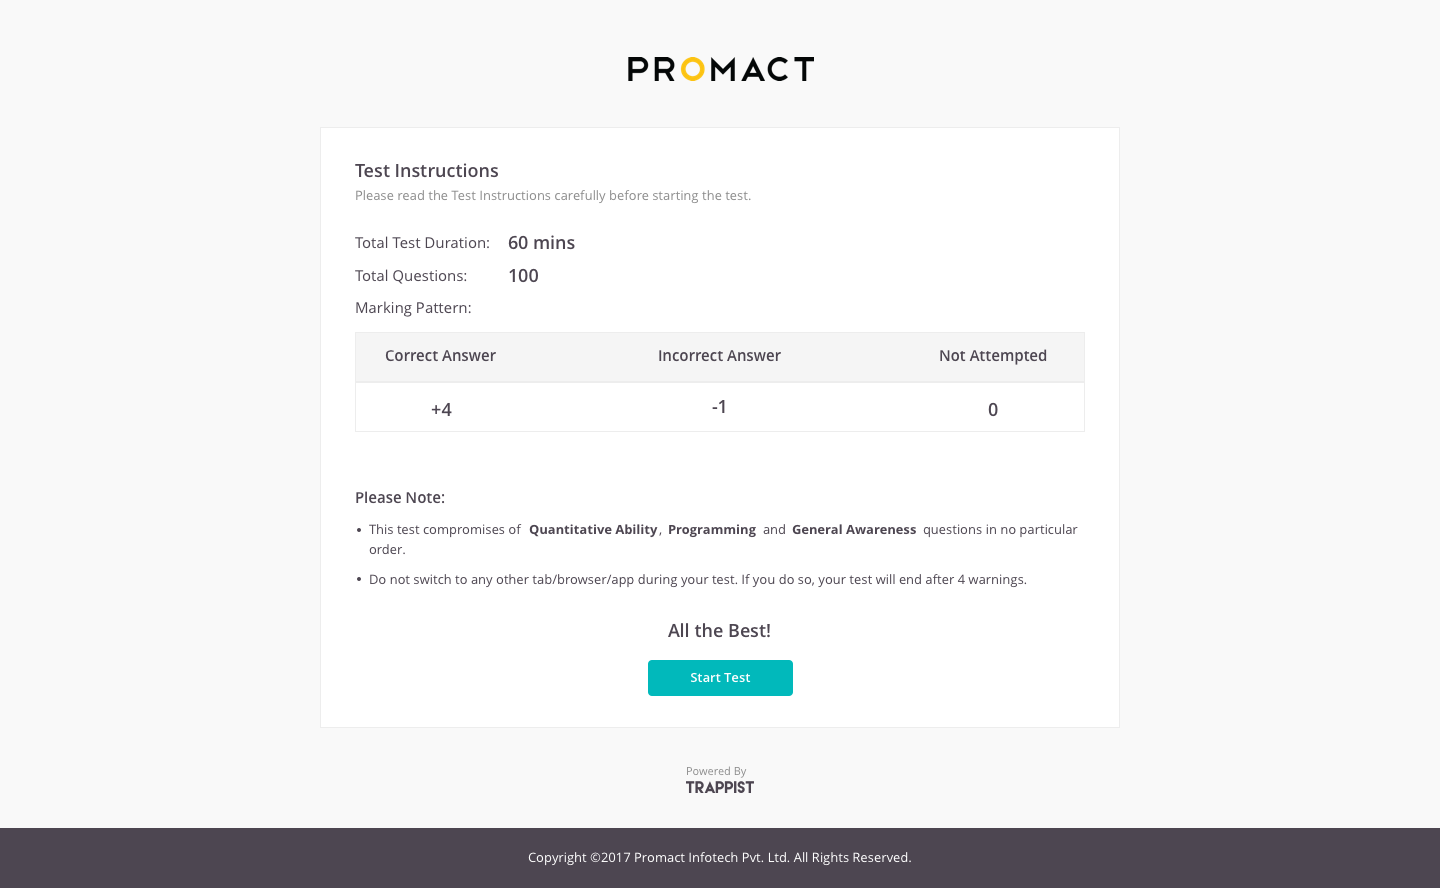 PROMACT
Test Instructions
Please read the Test Instructions carefully before starting the test.
Total Test Duration: 60 mins
Total Questions: 100
Marking Pattern:
Correct Answer Incorrect Answer Not Attempted
+4 -1 0
Please Note:
• This test compromises of Quantitative Ability, Programming and General Awareness questions in no particular
order.
• Do not switch to any other tab/browser/app during your test. If you do so, your test will end after 4 warnings.
All the Best!
Start Test
Powered By
TRAPPIST
Copyright ©2017 Promact Infotech Pvt. Ltd. All Rights Reserved.